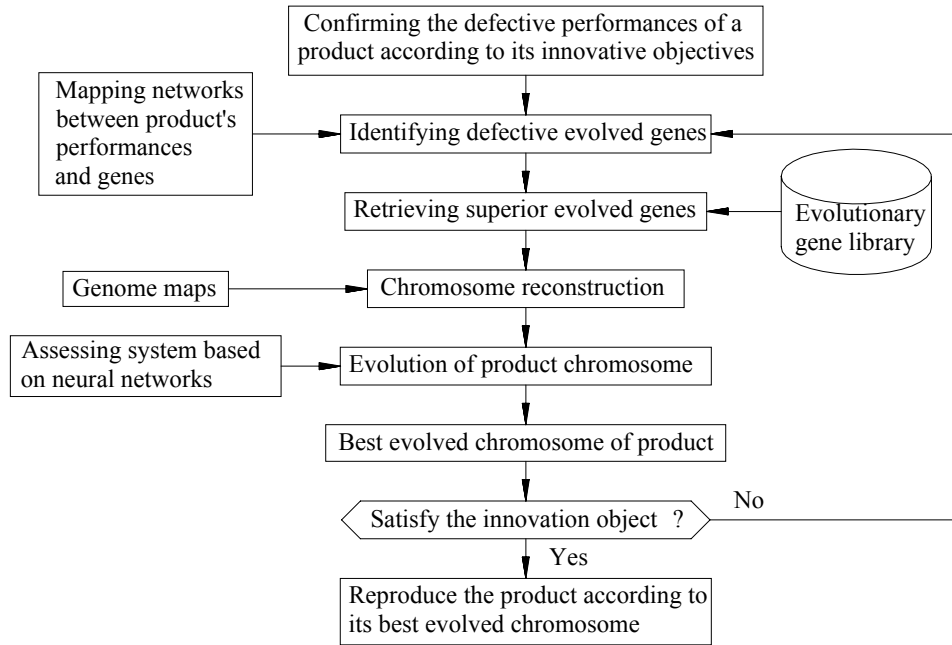 Confirming the defective performances of a
product according to its innovative objectives
Mapping networks
between product's
performances
and genes
Identifying defective evolved genes
Retrieving superior evolved genes
Evolutionary
gene library
Genome maps
Chromosome reconstruction
Assessing system based
on neural networks
Evolution of product chromosome
Best evolved chromosome of product
Satisfy the innovation object ?
No
Yes
Reproduce the product according to
its best evolved chromosome